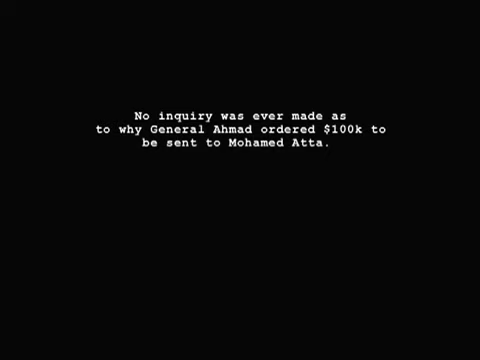 No inquiry was ever made as
to why General Ahmad ordered $100k to
be sent to Mohamed Atta.